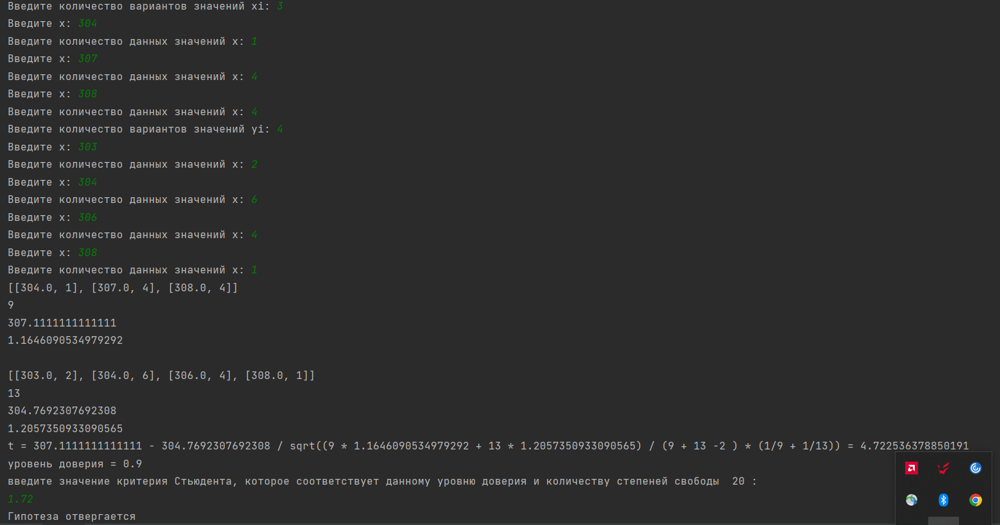 Введите количество вариантов значений xi: 3
Введите x: 304
Введите количество данных значений x: 1
Введите x: 307
Введите количество данных значений x: 4
Введите x: 308
Введите количество данных значений x: 4
Введите количество вариантов значений yi: 4
Введите x: 303
Введите количество данных значений x: 2
Введите x: 304
Введите количество данных значений x: 6
Введите x: 306
Введите количество данных значений x: 4
Введите x: 308
Введите количество данных значений x: 1
[[304.0, 1], [307.0, 4], [308.0, 4]]
9
307.1111111111111
1.1646090534979292
[[303.0, 2], [304.0, 6], [306.0, 4], [308.0, 1]]
13
304.7692307692308
1.2057350933090565
t = 307.1111111111111 - 304.7692307692308 / sqrt((9 * 1.1646090534979292 + 13 * 1.2057350933090565) / (9 + 13 -2 ) * (1/9 + 1/13)) = 4.722536378850191
уровень доверия = 0.9
введите значение критерия Стьюдента, которое соответствует данному уровню доверия и количеству степеней свободы  20 :
1.72
Гипотеза отвергается